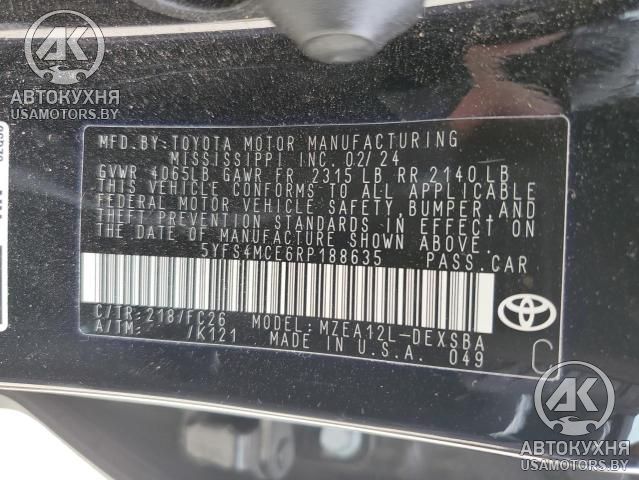 АК
АВТОКУХНЯ
USAMOTORS.BY
MFD.BY:TOYOTA MOTOR MANUFACTURING
MISSISSIPPI INC. 02/24
GVWR 4065LB GAWR FR 2315 LB RR 2140 LB
THIS VEHICLE CONFORMS TO ALL APPLICABLE
FEDERAL MOTOR VEHICLE SAFETY,BUMPER,AND
THEFT PREVENTION STANDARDS IN EFFECT ON
THE DATE OF MANUFACTURE SHOWN ABOVE.
5YFS4MCE6RP188635 PASS.CAR
C/TR:218/FC26 MODEL:MZEA12L-DEXSBA
A/TM: /K121 MADE IN U.S.A. 049
C
АК
АВТОКУХНЯ
USAMOTORS.BY